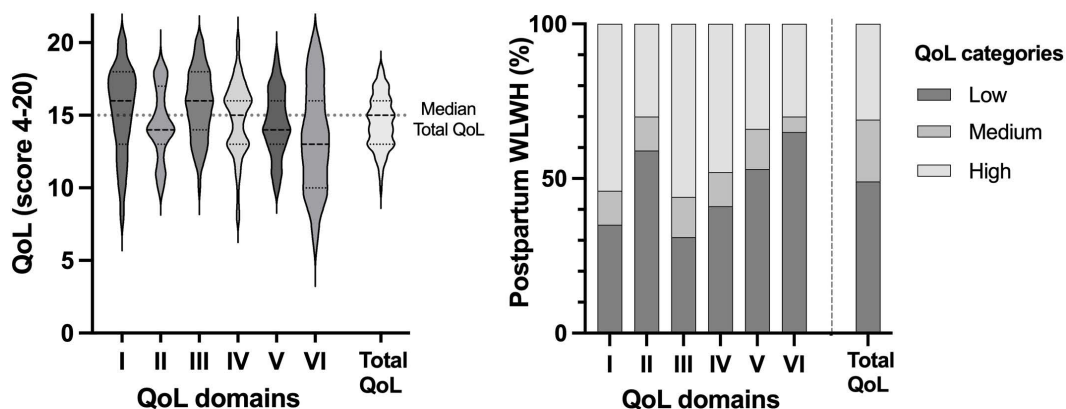 QoL (score 4-20)
20
15
10
5
0
Median
Total QoL
I II III IV V VI Total
QoL
QoL domains
Postpartum WLWH (%)
100
50
0
I II III IV V VI Total
QoL
QoL domains
QoL categories
Low
Medium
High